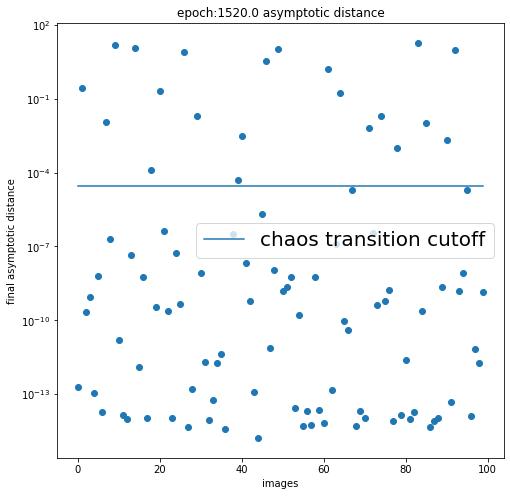 epoch:1520.0 asymptotic distance
10²
10⁻¹
10⁻⁴
10⁻⁷
10⁻¹⁰
10⁻¹³
final asymptotic distance
chaos transition cutoff
0 20 40 60 80 100
images